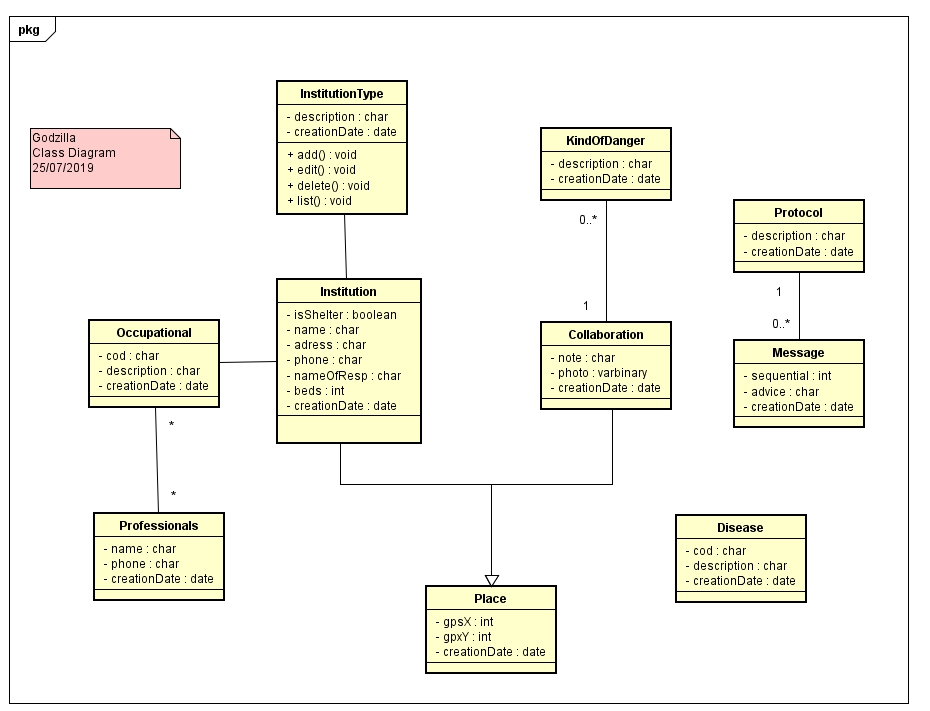 pkg
Godzilla
Class Diagram
25/07/2019
InstitutionType
- description : char
- creationDate : date
+ add() : void
+ edit() : void
+ delete() : void
+ list() : void
KindOfDanger
- description : char
- creationDate : date
0..*
1
Protocol
- description : char
- creationDate : date
1
0..*
Institution
- isShelter : boolean
- name : char
- adress : char
- phone : char
- nameOfResp : char
- beds : int
- creationDate : date
Occupational
- cod : char
- description : char
- creationDate : date
*
*
Collaboration
- note : char
- photo : varbinary
- creationDate : date
Message
- sequential : int
- advice : char
- creationDate : date
Professionals
- name : char
- phone : char
- creationDate : date
Disease
- cod : char
- description : char
- creationDate : date
Place
- gpsX : int
- gpxY : int
- creationDate : date